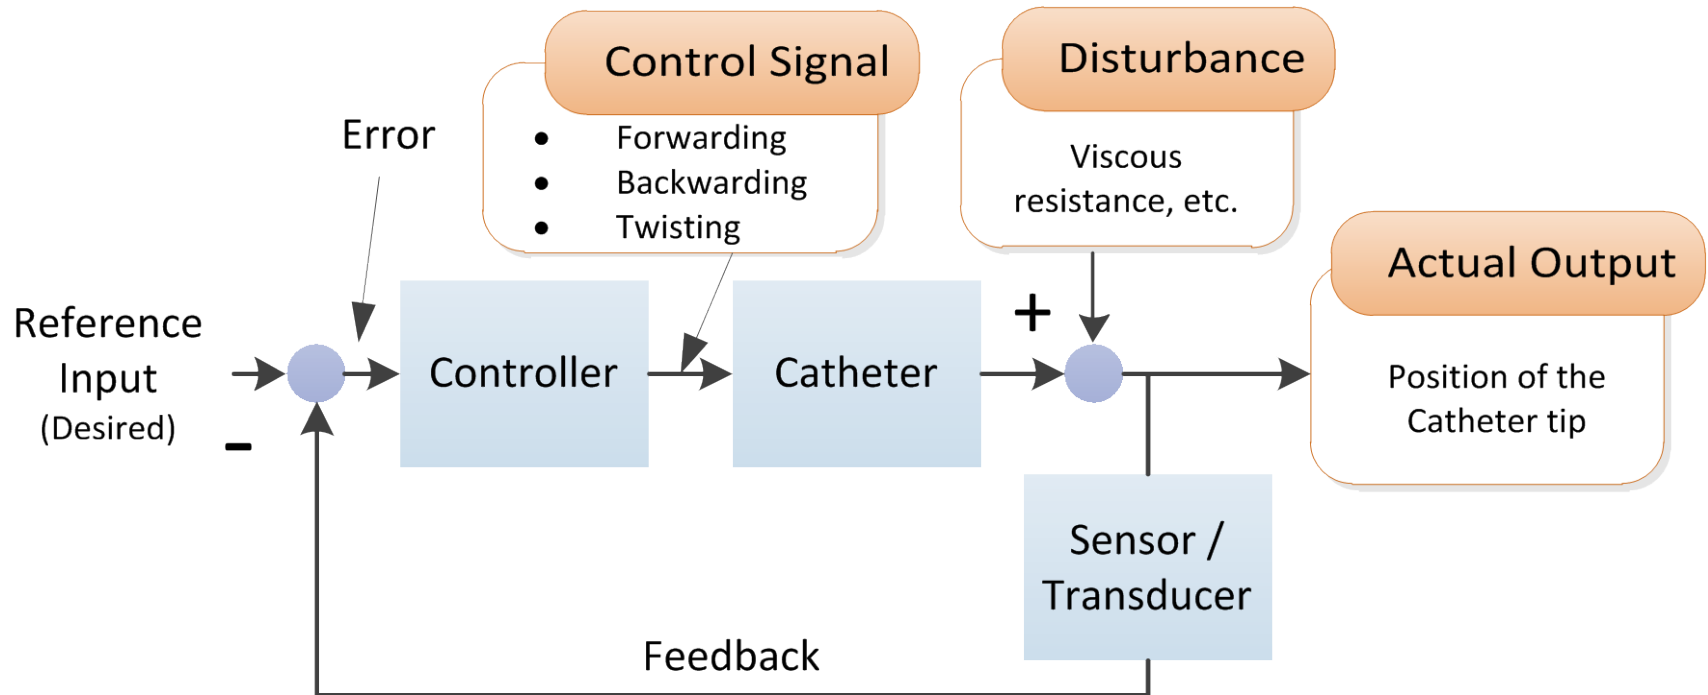 Control Signal
• Forwarding
• Backwarding
• Twisting
Disturbance
Viscous
resistance, etc.
Error
Actual Output
Position of the
Catheter tip
Reference
Input
(Desired)
-
Controller
Catheter
+
Sensor /
Transducer
Feedback